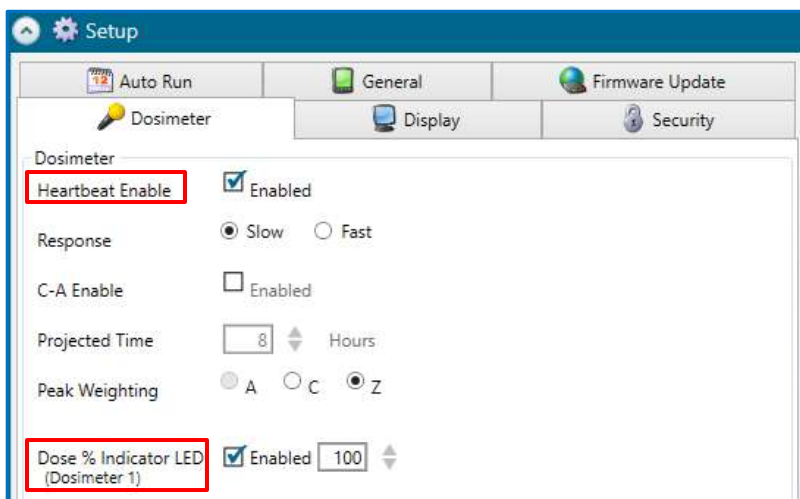 Setup
12 Auto Run General Firmware Update
Dosimeter Display Security
Dosimeter
Heartbeat Enable Enabled
Response Slow Fast
C-A Enable Enabled
Projected Time 8 Hours
Peak Weighting A C Z
Dose % Indicator LED Enabled 100
(Dosimeter 1)